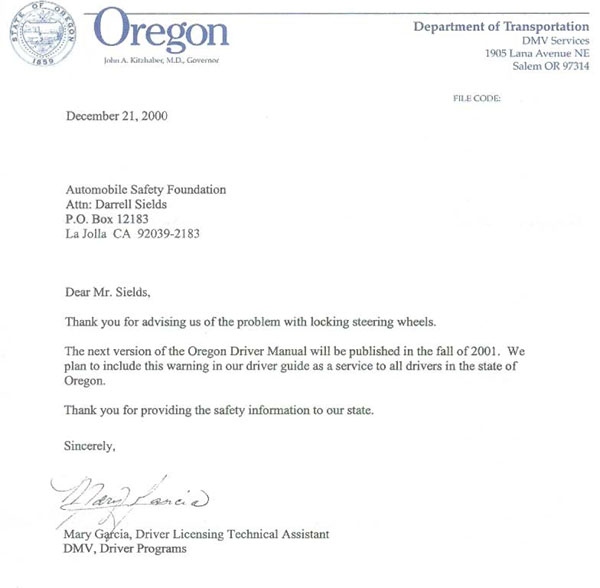 STATE OF OREGON
1859
Oregon
John A. Kitzhaber, M.D., Governor
Department of Transportation
DMV Services
1905 Lana Avenue NE
Salem OR 97314
FILE CODE:
December 21, 2000
Automobile Safety Foundation
Attn: Darrell Sields
P.O. Box 12183
La Jolla CA 92039-2183
Dear Mr. Sields,
Thank you for advising us of the problem with locking steering wheels.
The next version of the Oregon Driver Manual will be published in the fall of 2001. We
plan to include this warning in our driver guide as a service to all drivers in the state of
Oregon.
Thank you for providing the safety information to our state.
Sincerely,
Mary Garcia
Mary Garcia, Driver Licensing Technical Assistant
DMV, Driver Programs